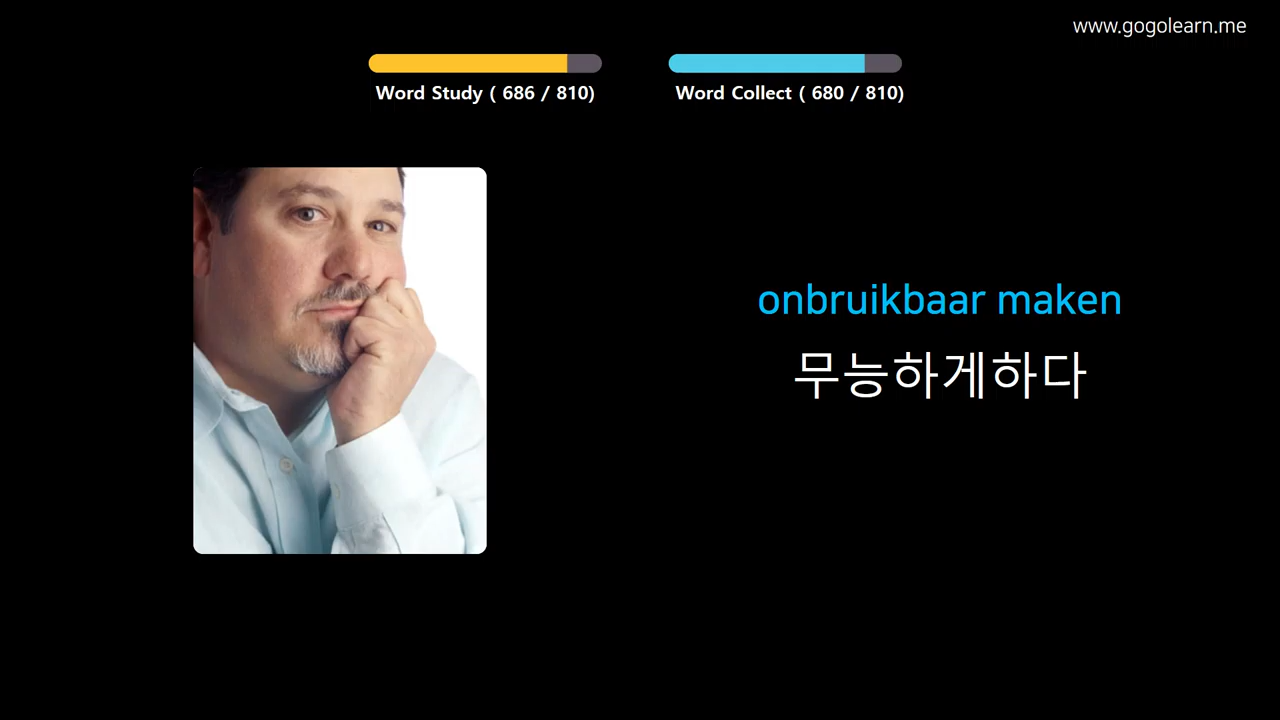 www.gogolearn.me
Word Study ( 686 / 810)
Word Collect ( 680 / 810)
onbruikbaar maken
무능하게하다